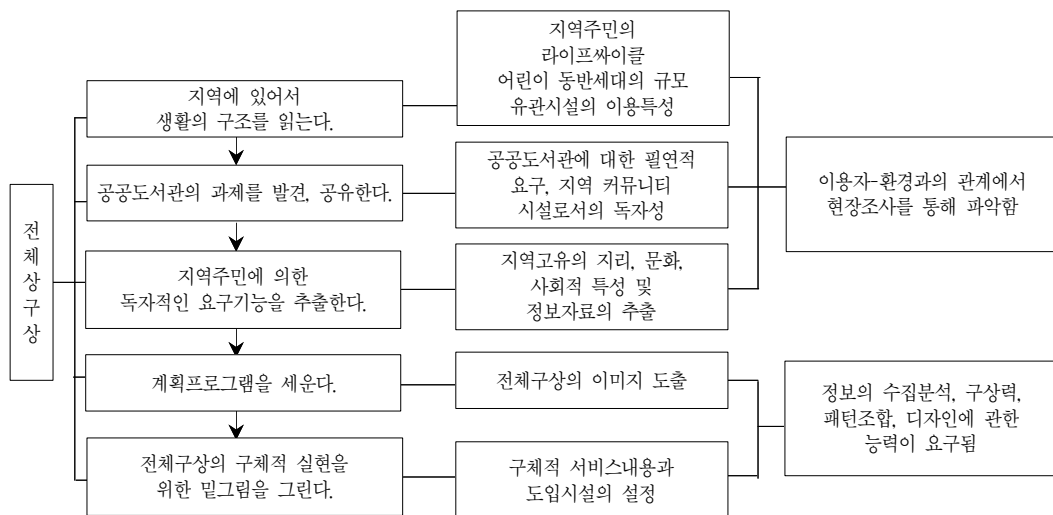 전
체
상
구
상
지역에 있어서
생활의 구조를 읽는다.
지역주민의
라이프싸이클
어린이 동반세대의 규모
유관시설의 이용특성
공공도서관의 과제를 발견, 공유한다.
공공도서관에 대한 필연적
요구, 지역 커뮤니티
시설로서의 독자성
지역주민에 의한
독자적인 요구기능을 추출한다.
지역고유의 지리, 문화,
사회적 특성 및
정보자료의 추출
이용자-환경과의 관계에서
현장조사를 통해 파악함
계획프로그램을 세운다.
전체구상의 이미지 도출
전체구상의 구체적 실현을
위한 밑그림을 그린다.
구체적 서비스내용과
도입시설의 설정
정보의 수집분석, 구상력,
패턴조합, 디자인에 관한
능력이 요구됨